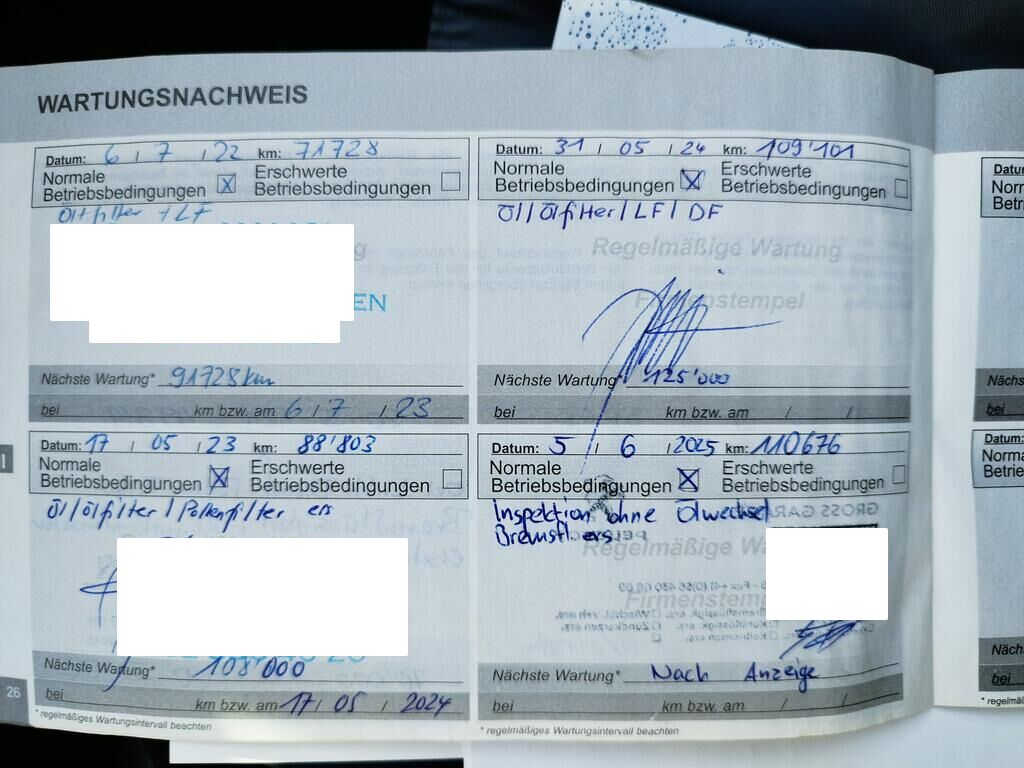 WARTUNGSNACHWEIS
Datum: 6 / 7 / 22 km: 71728
Normale Betriebsbedingungen ☒ Erschwerte Betriebsbedingungen ☐
Ölfilter + LF
EN
Nächste Wartung* 91728km
bei km bzw. am 6 / 7 / 23
Datum: 17 / 05 / 23 km: 88'803
Normale Betriebsbedingungen ☒ Erschwerte Betriebsbedingungen ☐
Öl/Ölfilter/Pollenfilter ers
Nächste Wartung* 108'000
bei km bzw. am 17 / 05 / 2024
* regelmäßiges Wartungsintervall beachten
26
Datum: 31 / 05 / 24 km: 109'101
Normale Betriebsbedingungen ☒ Erschwerte Betriebsbedingungen ☐
Öl/Ölfilter/LF/DF
Regelmäßige Wartung
Firmenstempel
Nächste Wartung* 125'000
bei km bzw. am / /
Datum: 5 / 6 / 2025 km: 110676
Normale Betriebsbedingungen ☒ Erschwerte Betriebsbedingungen ☐
Inspektion ohne Ölwechsel
Bremsfl. ers.
Regelmäßige Wa
Firmenstemp
Nächste Wartung* Nach Anzeige
bei km bzw. am / /
* regelmäßiges Wartungsintervall beachten